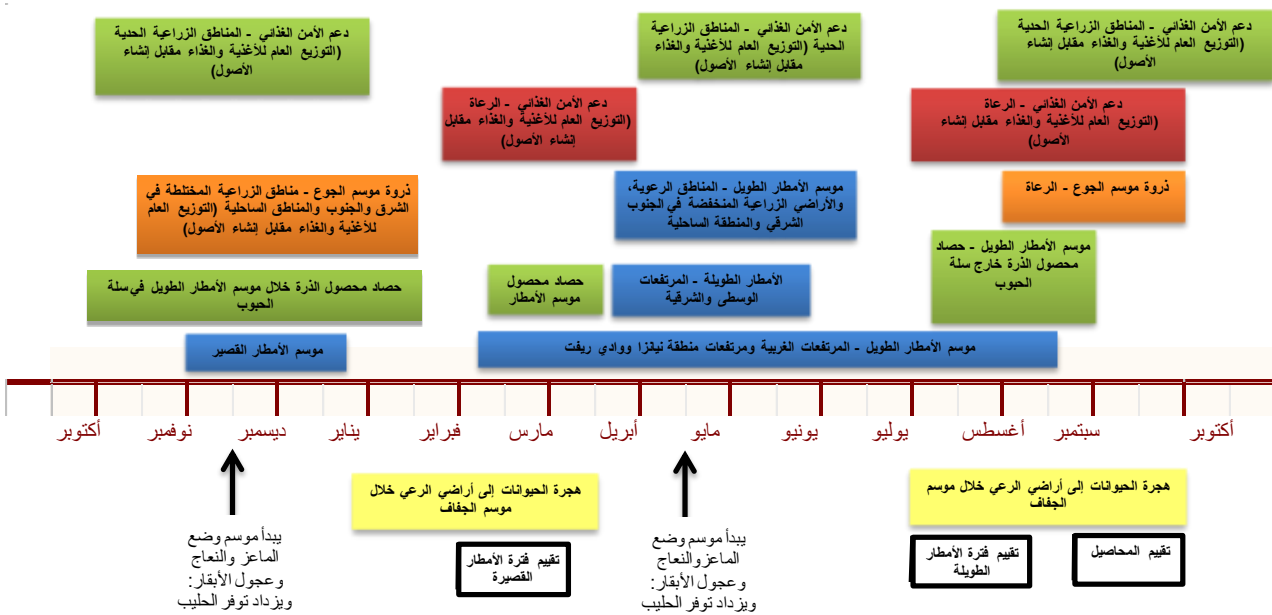 دعم الأمن الغذائي - المناطق الزراعية الحدية
(التوزيع العام للأغذية والغذاء مقابل إنشاء
الأصول)
دعم الأمن الغذائي - المناطق الزراعية
الحدية (التوزيع العام للأغذية والغذاء
مقابل إنشاء الأصول)
دعم الأمن الغذائي - المناطق الزراعية الحدية
(التوزيع العام للأغذية والغذاء مقابل إنشاء
الأصول)
دعم الأمن الغذائي - الرعاة
(التوزيع العام للأغذية والغذاء مقابل
إنشاء الأصول)
دعم الأمن الغذائي - الرعاة
(التوزيع العام للأغذية والغذاء مقابل إنشاء
الأصول)
ذروة موسم الجوع - مناطق الزراعية المختلطة في
الشرق والجنوب والمناطق الساحلية (التوزيع العام
للأغذية والغذاء مقابل إنشاء الأصول)
موسم الأمطار الطويل - المناطق الرعوية،
والأراضي الزراعية المنخفضة في الجنوب
الشرقي والمنطقة الساحلية
ذروة موسم الجوع - الرعاة
حصاد محصول الذرة خلال موسم الأمطار الطويل في سلة
الحبوب
حصاد محصول
موسم الأمطار
الأمطار الطويلة - المرتفعات
الوسطى والشرقية
موسم الأمطار الطويل - حصاد
محصول الذرة خارج سلة
الحبوب
موسم الأمطار القصير
موسم الأمطار الطويل - المرتفعات الغربية ومرتفعات منطقة نيانزا ووادي ريفت
أكتوبر
نوفمبر
ديسمبر
يناير
فبراير
مارس
أبريل
مايو
يونيو
يوليو
أغسطس
سبتمبر
أكتوبر
هجرة الحيوانات إلى أراضي الرعي خلال
موسم الجفاف
هجرة الحيوانات إلى أراضي الرعي خلال موسم
الجفاف
يبدأ موسم وضع
الماعز والنعاج
وعجول الأبقار:
ويزداد توفر الحليب
تقييم فترة الأمطار
القصيرة
يبدأ موسم وضع
الماعزوالنعاج
وعجول الأبقار:
ويزداد توفر الحليب
تقييم فترة الأمطار
الطويلة
تقييم المحاصيل